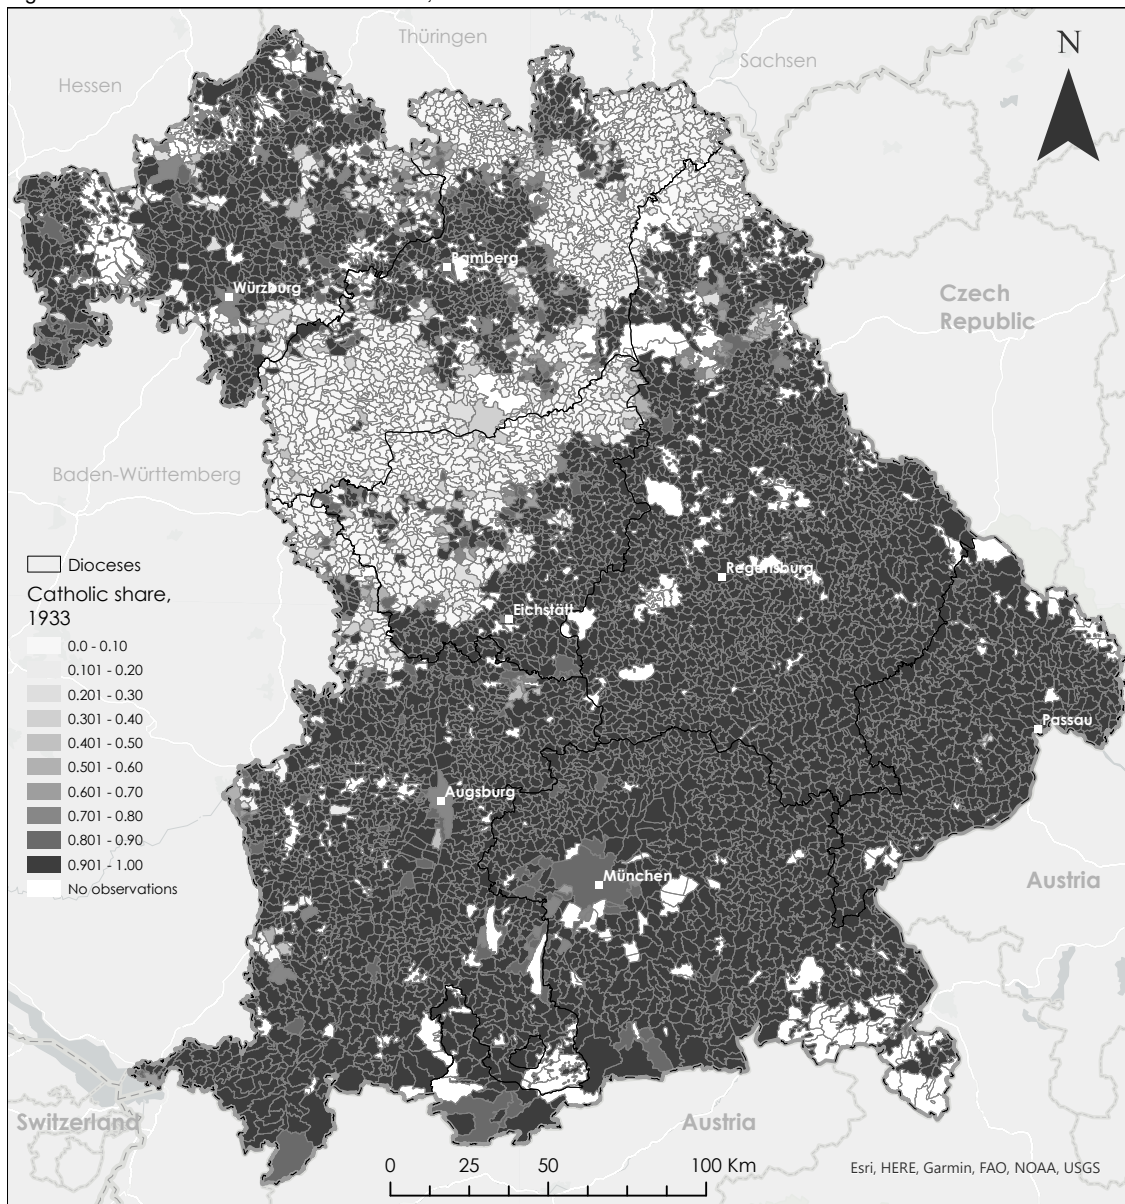 Thüringen
N
Sachsen
Hessen
Bamberg
Würzburg
Czech
Republic
Baden-Württemberg
Dioceses
Catholic share,
1933
0.0 - 0.10
0.101 - 0.20
0.201 - 0.30
0.301 - 0.40
0.401 - 0.50
0.501 - 0.60
0.601 - 0.70
0.701 - 0.80
0.801 - 0.90
0.901 - 1.00
No observations
Regensburg
Eichstätt
Passau
Augsburg
München
Austria
Switzerland
Austria
0 25 50 100 Km
Esri, HERE, Garmin, FAO, NOAA, USGS